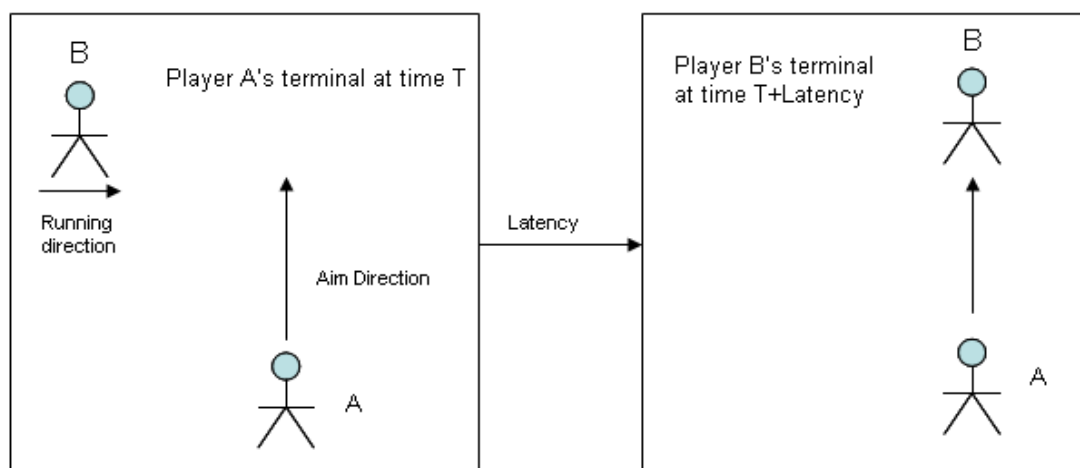 B
Player A's terminal at time T
Running
direction
Aim Direction
A
Latency
B
Player B's terminal
at time T+Latency
A